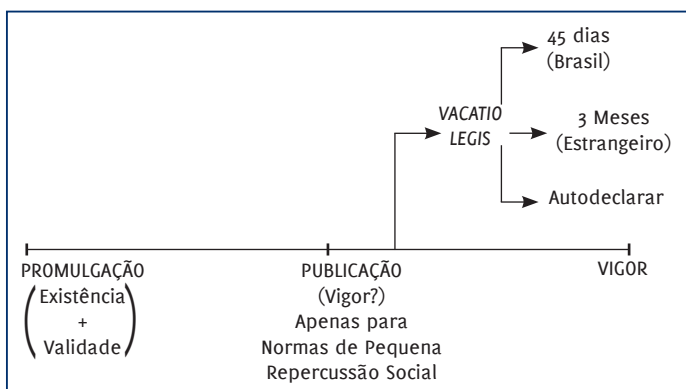 45 dias
(Brasil)
VACATIO
LEGIS
3 Meses
(Estrangeiro)
Autodeclarar
PROMULGAÇÃO
(Existência
+
Validade)
PUBLICAÇÃO
(Vigor?)
Apenas para
Normas de Pequena
Repercussão Social
VIGOR